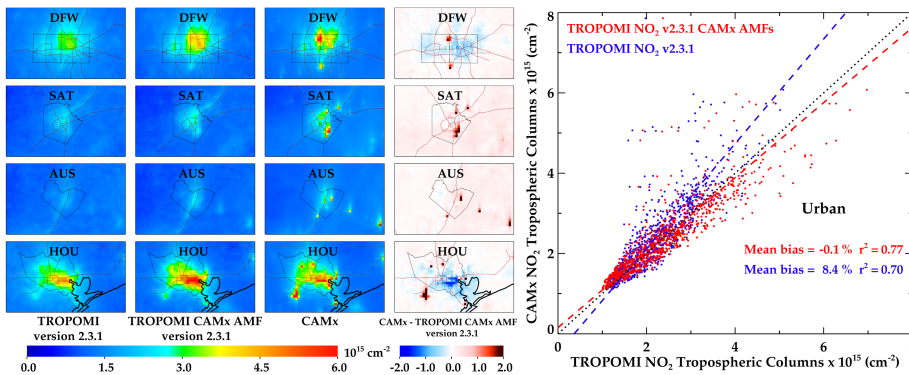 DFW DFW DFW DFW
SAT SAT SAT SAT
AUS AUS AUS AUS
HOU HOU HOU HOU
TROPOMI
version 2.3.1
TROPOMI CAMx AMF
version 2.3.1
CAMx
CAMx - TROPOMI CAMx AMF
version 2.3.1
0.0 1.5 3.0 4.5 6.0
10¹⁵ cm⁻²
-2.0 -1.0 0.0 1.0 2.0
CAMx NO₂ Tropospheric Columns x 10¹⁵ (cm⁻²)
8
6
4
2
0
TROPOMI NO₂ v2.3.1 CAMx AMFs
TROPOMI NO₂ v2.3.1
Urban
Mean bias = -0.1 % r² = 0.77
Mean bias = 8.4 % r² = 0.70
0 2 4 6
TROPOMI NO₂ Tropospheric Columns x 10¹⁵ (cm⁻²)